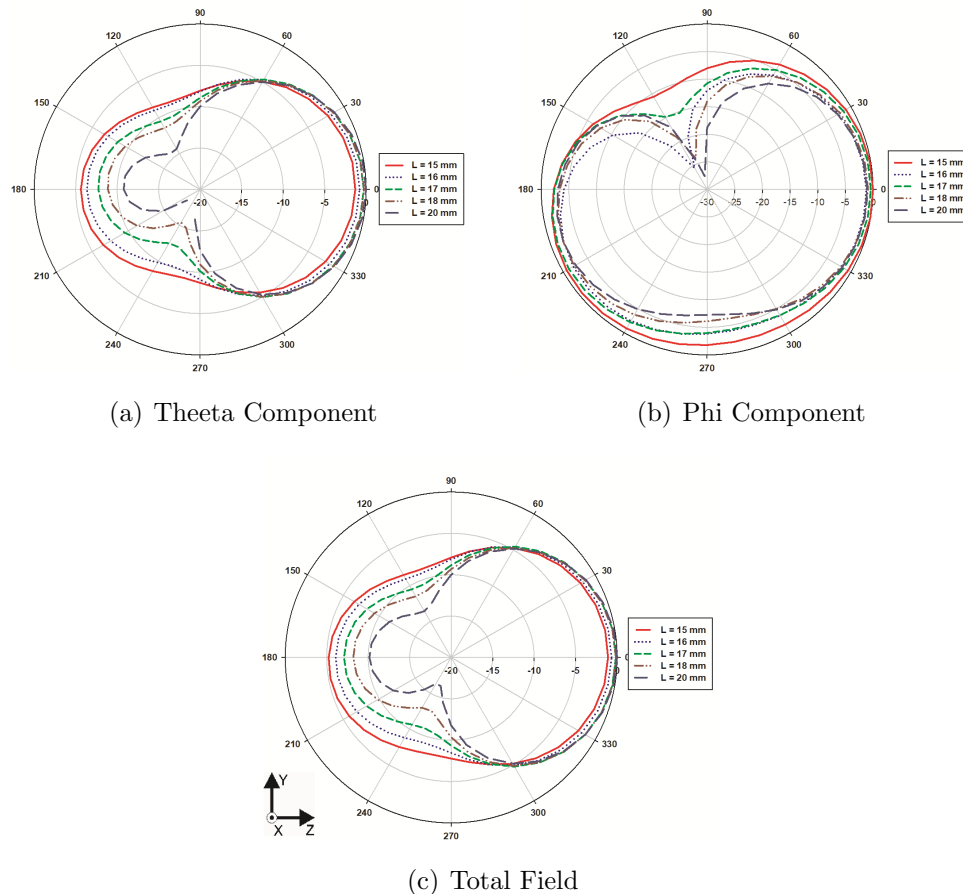 90
120
60
150
30
180
-20
-15
-10
-5
0
210
330
240
300
270
L = 15 mm
L = 16 mm
L = 17 mm
L = 18 mm
L = 20 mm
90
120
60
150
30
180
-30
-25
-20
-15
-10
-5
0
210
330
240
300
270
L = 15 mm
L = 16 mm
L = 17 mm
L = 18 mm
L = 20 mm
(a) Theeta Component
(b) Phi Component
90
120
60
150
30
180
-20
-15
-10
-5
0
210
330
240
300
270
L = 15 mm
L = 16 mm
L = 17 mm
L = 18 mm
L = 20 mm
Y
X
Z
(c) Total Field